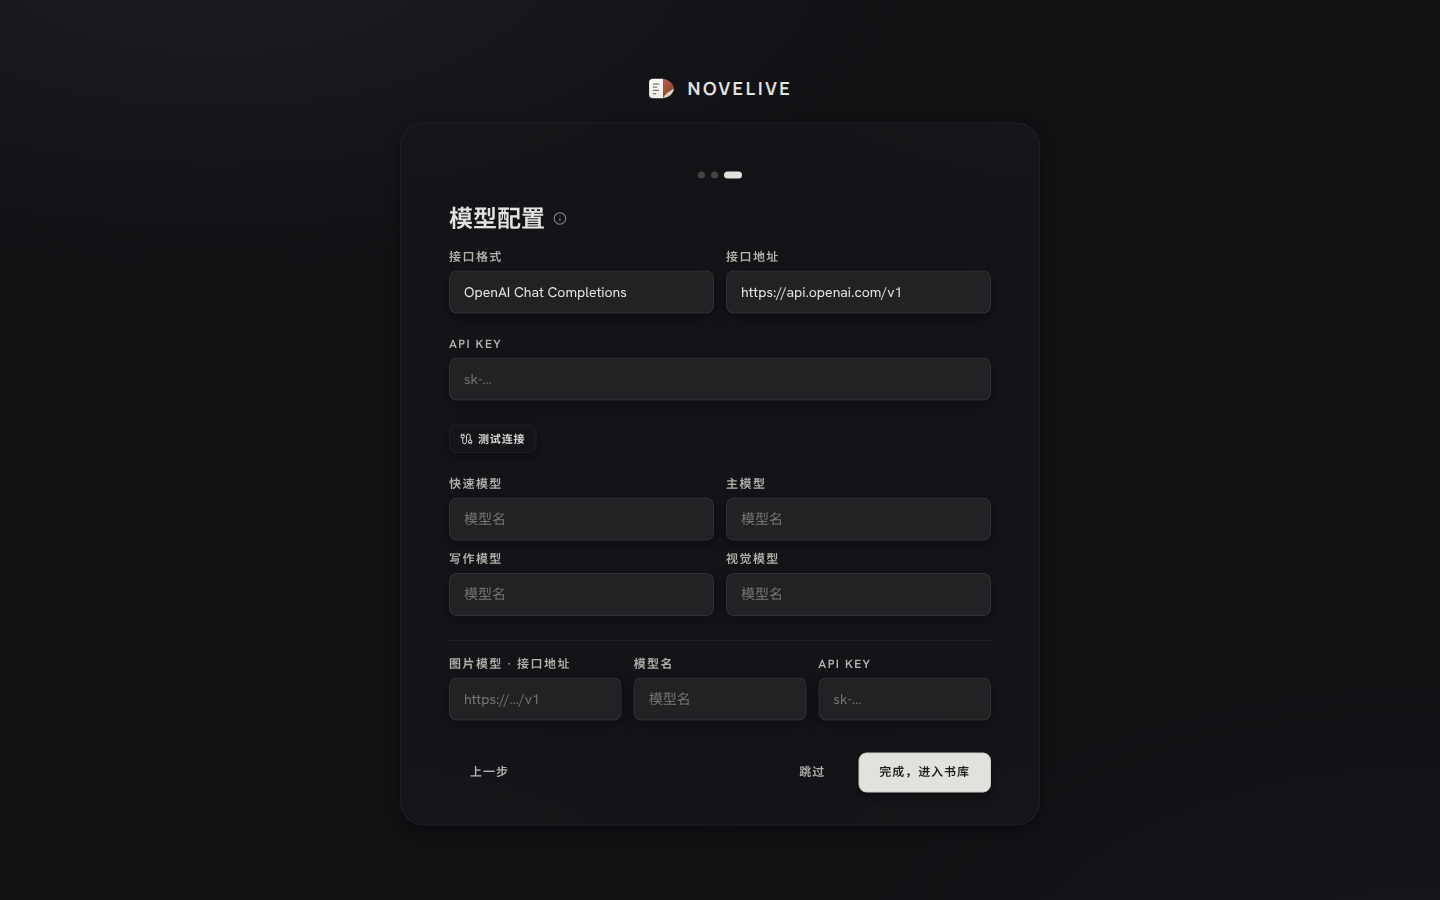 NOVELIVE
模型配置
接口格式
接口地址
OpenAI Chat Completions
https://api.openai.com/v1
API KEY
sk-...
测试连接
快速模型
主模型
模型名
模型名
写作模型
视觉模型
模型名
模型名
图片模型 · 接口地址
模型名
API KEY
https://.../v1
模型名
sk-...
上一步
跳过
完成，进入书库